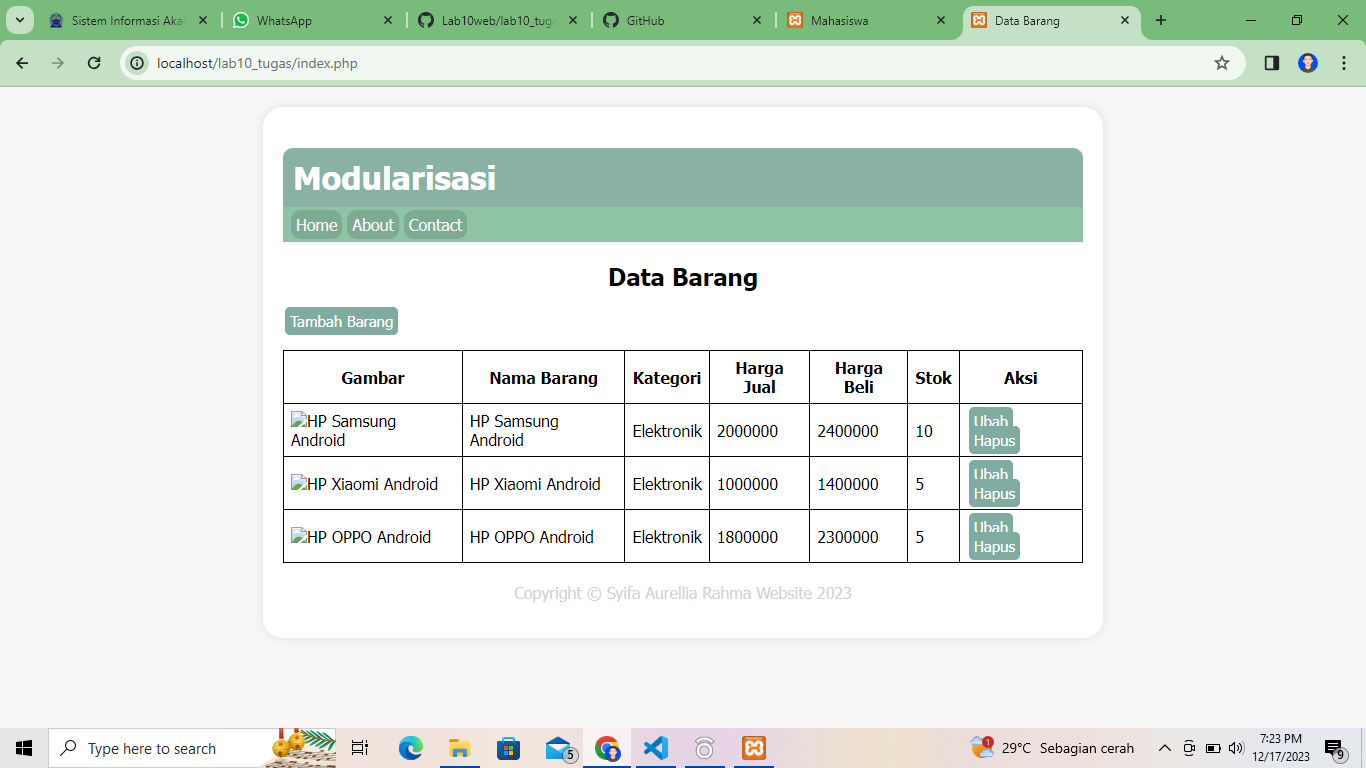 Sistem Informasi Aka
WhatsApp
Lab10web/lab10_tuga
GitHub
Mahasiswa
Data Barang
localhost/lab10_tugas/index.php
Modularisasi
Home About Contact
Data Barang
Tambah Barang
Gambar Nama Barang Kategori Harga Jual Harga Beli Stok Aksi
HP Samsung Android HP Samsung Android Elektronik 2000000 2400000 10 Ubah Hapus
HP Xiaomi Android HP Xiaomi Android Elektronik 1000000 1400000 5 Ubah Hapus
HP OPPO Android HP OPPO Android Elektronik 1800000 2300000 5 Ubah Hapus
Copyright © Syifa Aurellia Rahma Website 2023
Type here to search
5
1
29°C Sebagian cerah
7:23 PM
12/17/2023
9